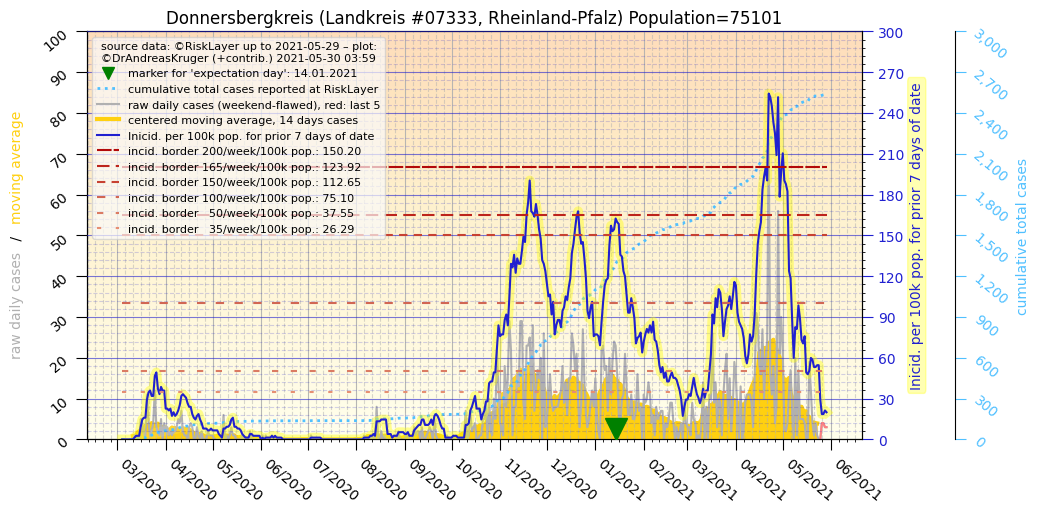 Donnersbergkreis (Landkreis #07333, Rheinland-Pfalz) Population=75101
source data: ©RiskLayer up to 2021-05-29 – plot:
©DrAndreasKruger (+contrib.) 2021-05-30 03:59
marker for 'expectation day': 14.01.2021
cumulative total cases reported at RiskLayer
raw daily cases (weekend-flawed), red: last 5
centered moving average, 14 days cases
Inicid. per 100k pop. for prior 7 days of date
incid. border 200/week/100k pop.: 150.20
incid. border 165/week/100k pop.: 123.92
incid. border 150/week/100k pop.: 112.65
incid. border 100/week/100k pop.: 75.10
incid. border 50/week/100k pop.: 37.55
incid. border 35/week/100k pop.: 26.29
raw daily cases / moving average
100
90
80
70
60
50
40
30
20
10
0
03/2020
04/2020
05/2020
06/2020
07/2020
08/2020
09/2020
10/2020
11/2020
12/2020
01/2021
02/2021
03/2021
04/2021
05/2021
06/2021
300
270
240
210
180
150
120
90
60
30
0
Inicid. per 100k pop. for prior 7 days of date
3,000
2,700
2,400
2,100
1,800
1,500
1,200
900
600
300
0
cumulative total cases